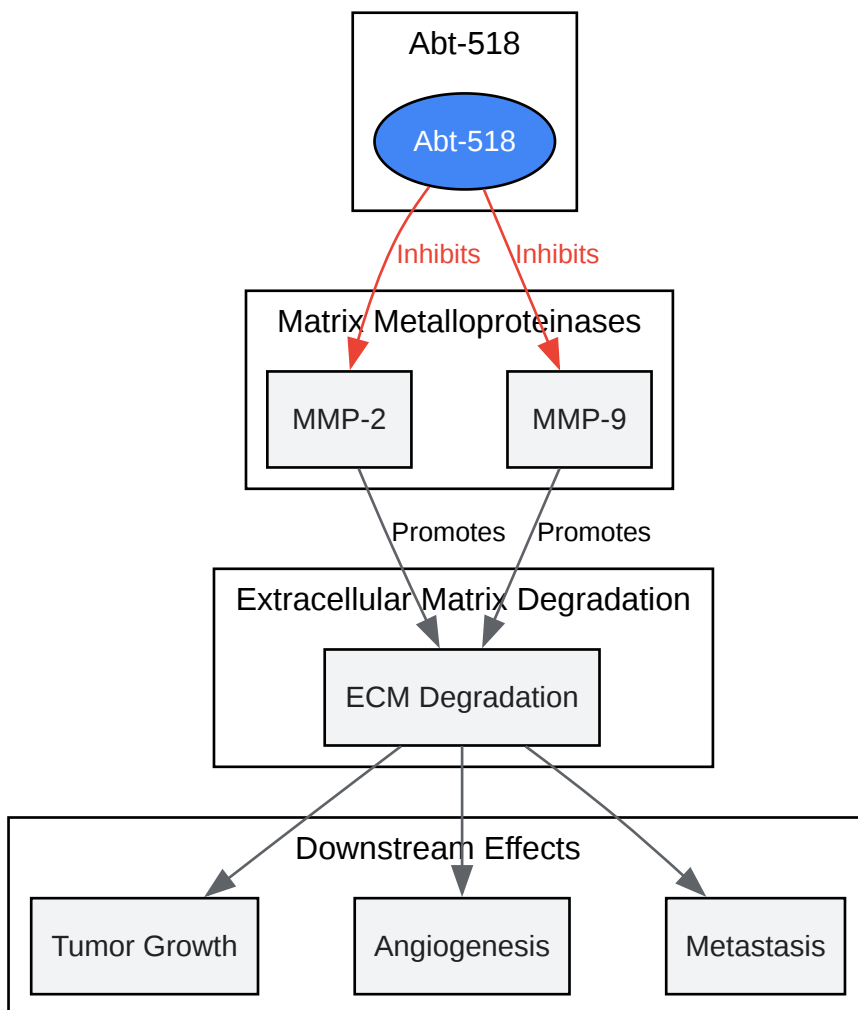 Abt-518
Abt-518
Inhibits Inhibits
Matrix Metalloproteinases
MMP-2 MMP-9
Promotes Promotes
Extracellular Matrix Degradation
ECM Degradation
Downstream Effects
Tumor Growth Angiogenesis Metastasis